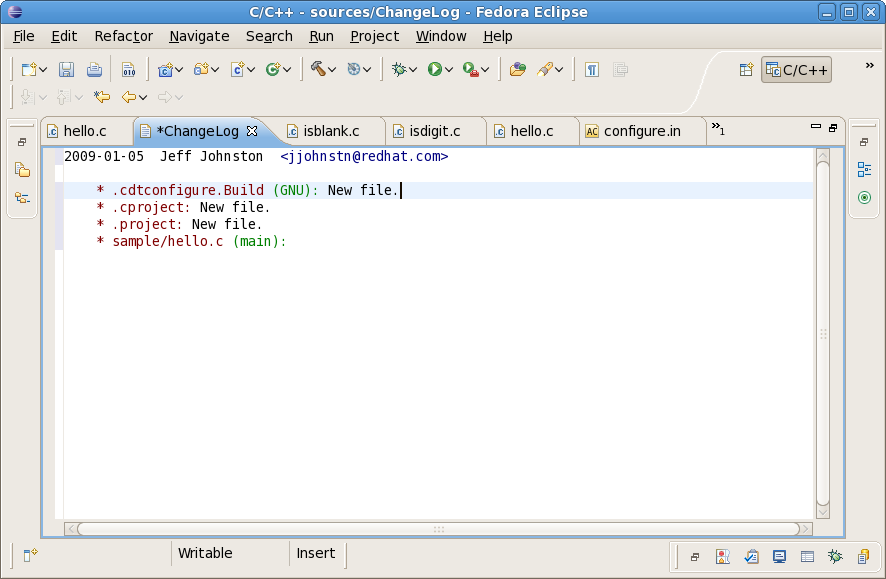 C/C++ - sources/ChangeLog - Fedora Eclipse
File Edit Refactor Navigate Search Run Project Window Help
010 C/C++ »
hello.c *ChangeLog isblank.c isdigit.c hello.c AC configure.in »1
2009-01-05  Jeff Johnston  <jjohnstn@redhat.com>
* .cdtconfigure.Build (GNU): New file.
* .cproject: New file.
* .project: New file.
* sample/hello.c (main):
Writable Insert